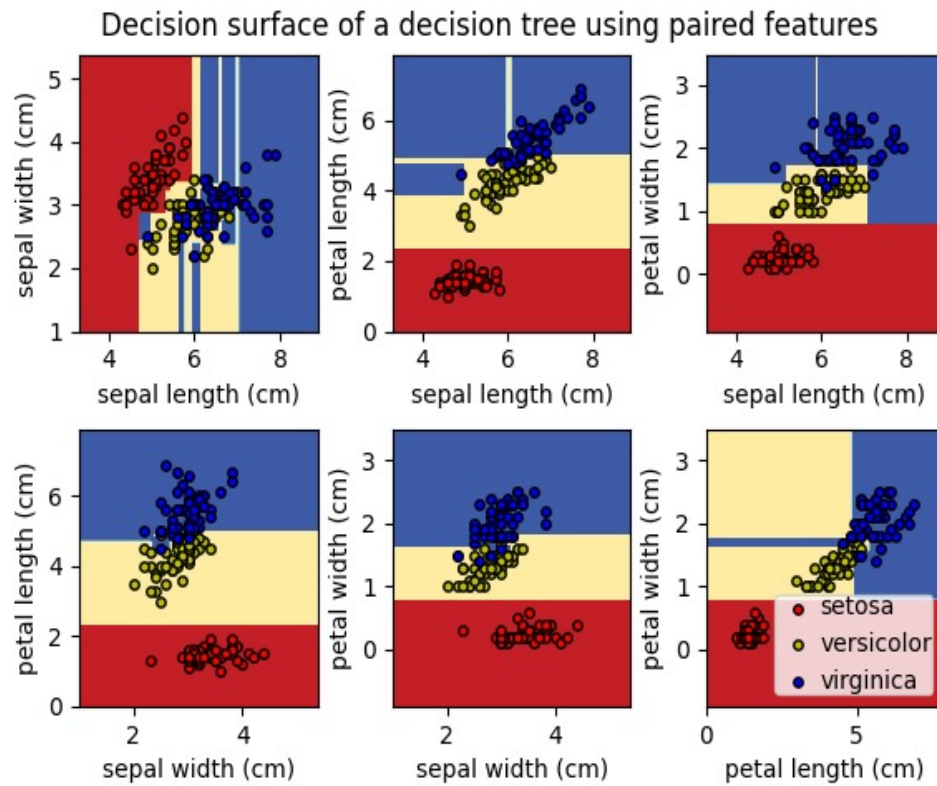 Decision surface of a decision tree using paired features
5
4
3
2
1
sepal width (cm)
4 6 8
sepal length (cm)
6
4
2
0
petal length (cm)
4 6 8
sepal length (cm)
3
2
1
0
petal width (cm)
4 6 8
sepal length (cm)
6
4
2
0
petal length (cm)
2 4
sepal width (cm)
3
2
1
0
petal width (cm)
2 4
sepal width (cm)
3
2
1
0
petal width (cm)
setosa
versicolor
virginica
0 5
petal length (cm)